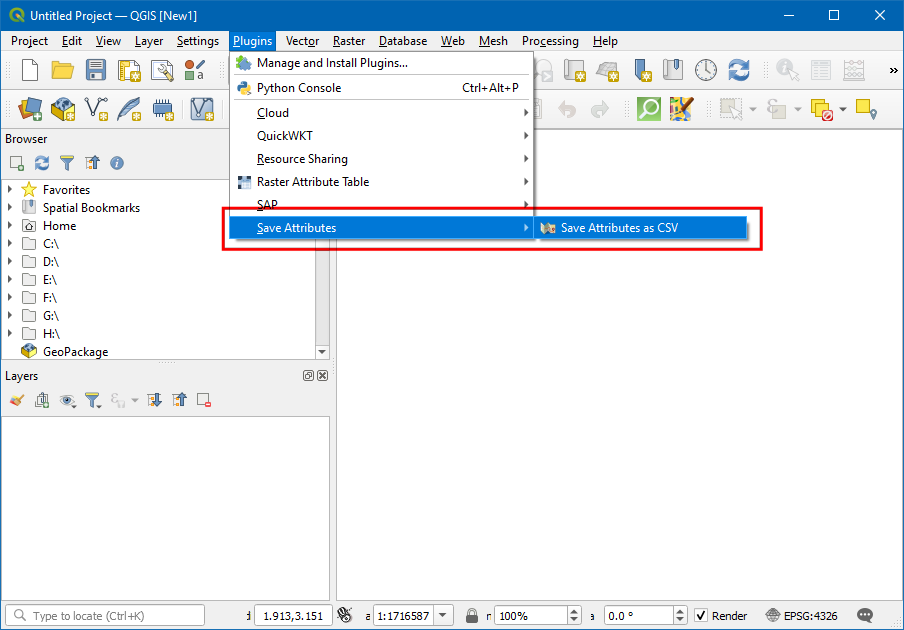 Untitled Project — QGIS [New1]
Project Edit View Layer Settings Plugins Vector Raster Database Web Mesh Processing Help
Manage and Install Plugins...
Python Console Ctrl+Alt+P
Cloud
QuickWKT
Resource Sharing
Raster Attribute Table
SAP
Save Attributes
Save Attributes as CSV
Browser
Favorites
Spatial Bookmarks
Home
C:\
D:\
E:\
F:\
G:\
H:\
GeoPackage
Layers
Type to locate (Ctrl+K) 1.913,3.151 a 1:1716587 100% a 0.0 ° Render EPSG:4326